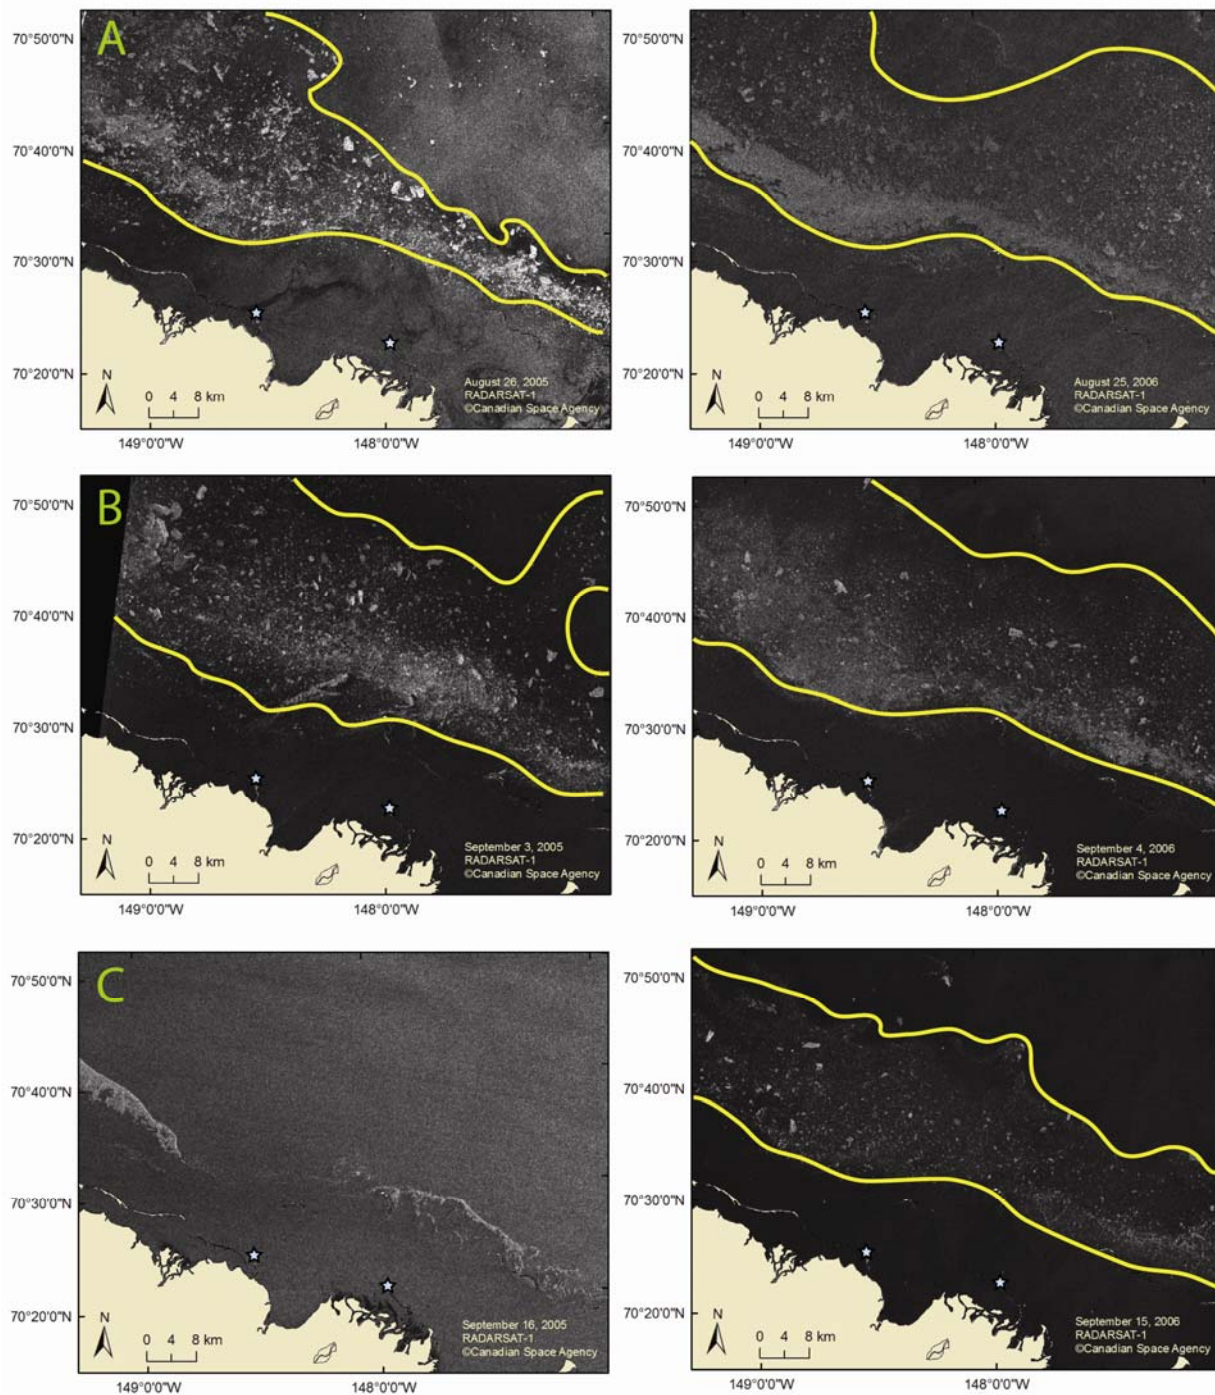 A
70°50'0"N
70°40'0"N
70°30'0"N
70°20'0"N
N
0 4 8 km
August 26, 2005
RADARSAT-1
©Canadian Space Agency
149°0'0"W 148°0'0"W
70°50'0"N
70°40'0"N
70°30'0"N
70°20'0"N
N
0 4 8 km
August 25, 2006
RADARSAT-1
©Canadian Space Agency
149°0'0"W 148°0'0"W
B
70°50'0"N
70°40'0"N
70°30'0"N
70°20'0"N
N
0 4 8 km
September 3, 2005
RADARSAT-1
©Canadian Space Agency
149°0'0"W 148°0'0"W
70°50'0"N
70°40'0"N
70°30'0"N
70°20'0"N
N
0 4 8 km
September 4, 2006
RADARSAT-1
©Canadian Space Agency
149°0'0"W 148°0'0"W
C
70°50'0"N
70°40'0"N
70°30'0"N
70°20'0"N
N
0 4 8 km
September 16, 2005
RADARSAT-1
©Canadian Space Agency
149°0'0"W 148°0'0"W
70°50'0"N
70°40'0"N
70°30'0"N
70°20'0"N
N
0 4 8 km
September 15, 2006
RADARSAT-1
©Canadian Space Agency
149°0'0"W 148°0'0"W